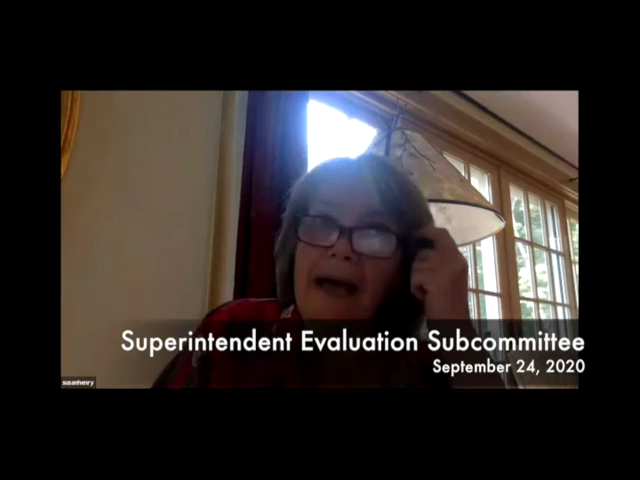 Superintendent Evaluation Subcommittee
September 24, 2020
susanhenry